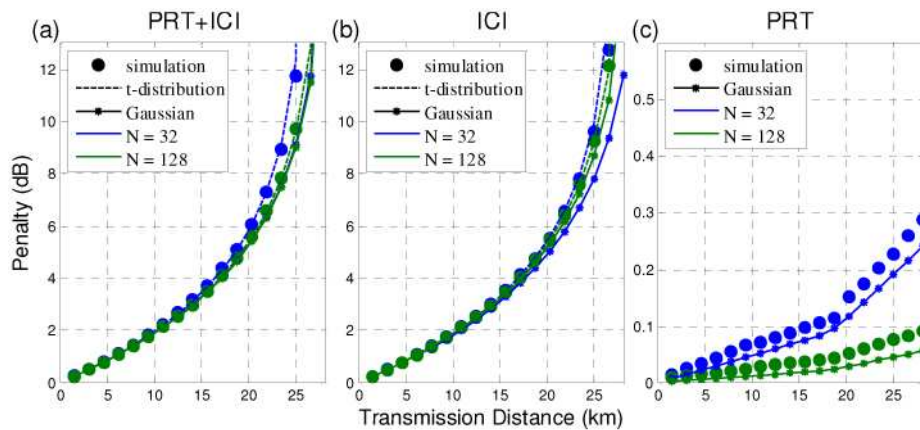 PRT+ICI
ICI
PRT
(a)
(b)
(c)
Penalty (dB)
12
10
8
6
4
2
0
simulation
t-distribution
Gaussian
N = 32
N = 128
0 5 10 15 20 25
12
10
8
6
4
2
0
simulation
t-distribution
Gaussian
N = 32
N = 128
0 5 10 15 20 25
0.5
0.4
0.3
0.2
0.1
0
simulation
Gaussian
N = 32
N = 128
0 5 10 15 20 25
Transmission Distance (km)